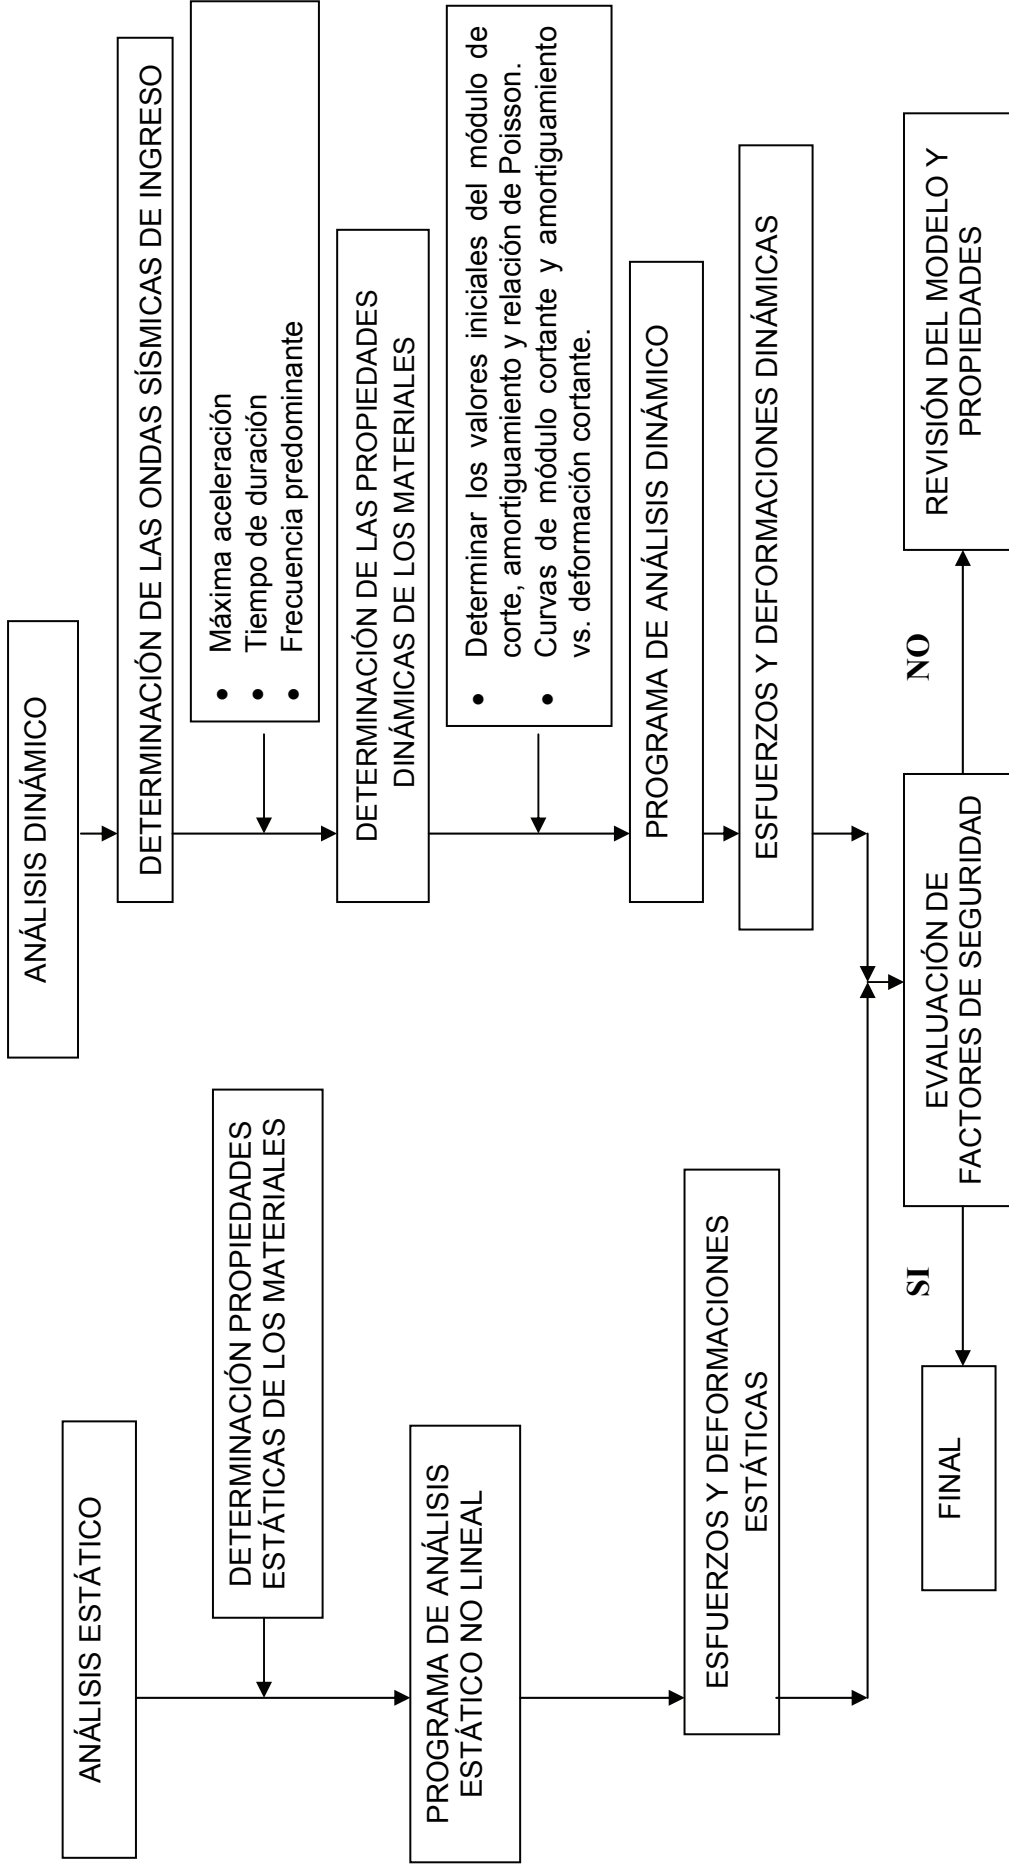 ANÁLISIS ESTÁTICO
DETERMINACIÓN PROPIEDADES
ESTÁTICAS DE LOS MATERIALES
PROGRAMA DE ANÁLISIS
ESTÁTICO NO LINEAL
ESFUERZOS Y DEFORMACIONES
ESTÁTICAS
ANÁLISIS DINÁMICO
DETERMINACIÓN DE LAS ONDAS SÍSMICAS DE INGRESO
• Máxima aceleración
• Tiempo de duración
• Frecuencia predominante
DETERMINACIÓN DE LAS PROPIEDADES
DINÁMICAS DE LOS MATERIALES
• Determinar los valores iniciales del módulo de
corte, amortiguamiento y relación de Poisson.
• Curvas de módulo cortante y amortiguamiento
vs. deformación cortante.
PROGRAMA DE ANÁLISIS DINÁMICO
ESFUERZOS Y DEFORMACIONES DINÁMICAS
FINAL
SI
EVALUACIÓN DE
FACTORES DE SEGURIDAD
NO
REVISIÓN DEL MODELO Y
PROPIEDADES